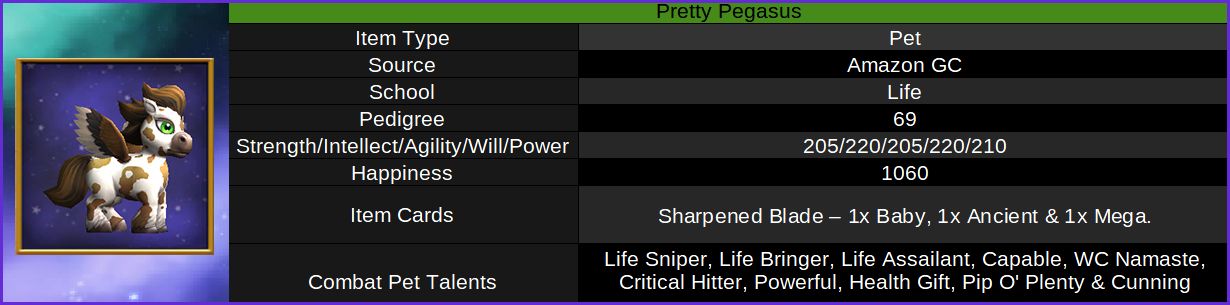 Pretty Pegasus
Item Type Pet
Source Amazon GC
School Life
Pedigree 69
Strength/Intellect/Agility/Will/Power 205/220/205/220/210
Happiness 1060
Item Cards Sharpened Blade – 1x Baby, 1x Ancient & 1x Mega.
Combat Pet Talents Life Sniper, Life Bringer, Life Assailant, Capable, WC Namaste,
Critical Hitter, Powerful, Health Gift, Pip O' Plenty & Cunning